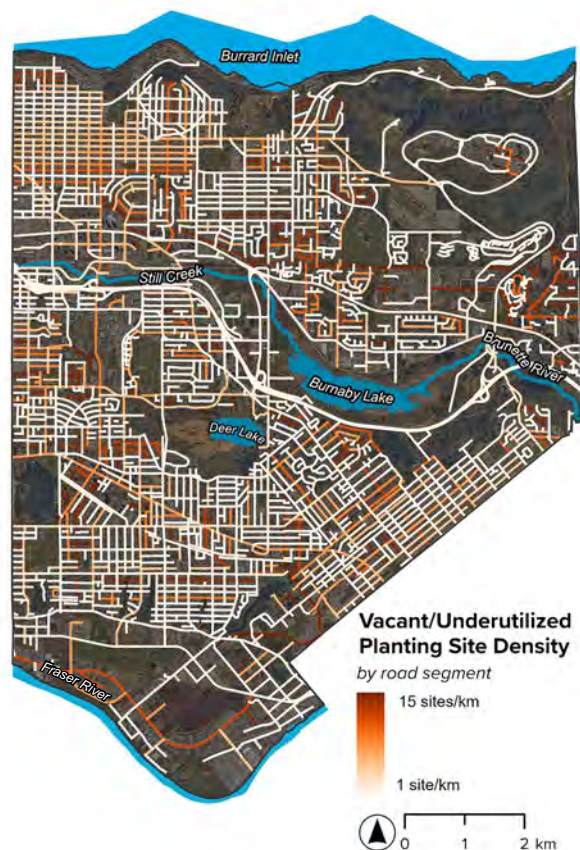 Burrard Inlet
Still Creek
Brunette River
Burnaby Lake
Deer Lake
Fraser River
Vacant/Underutilized
Planting Site Density
by road segment
15 sites/km
1 site/km
0 1 2 km